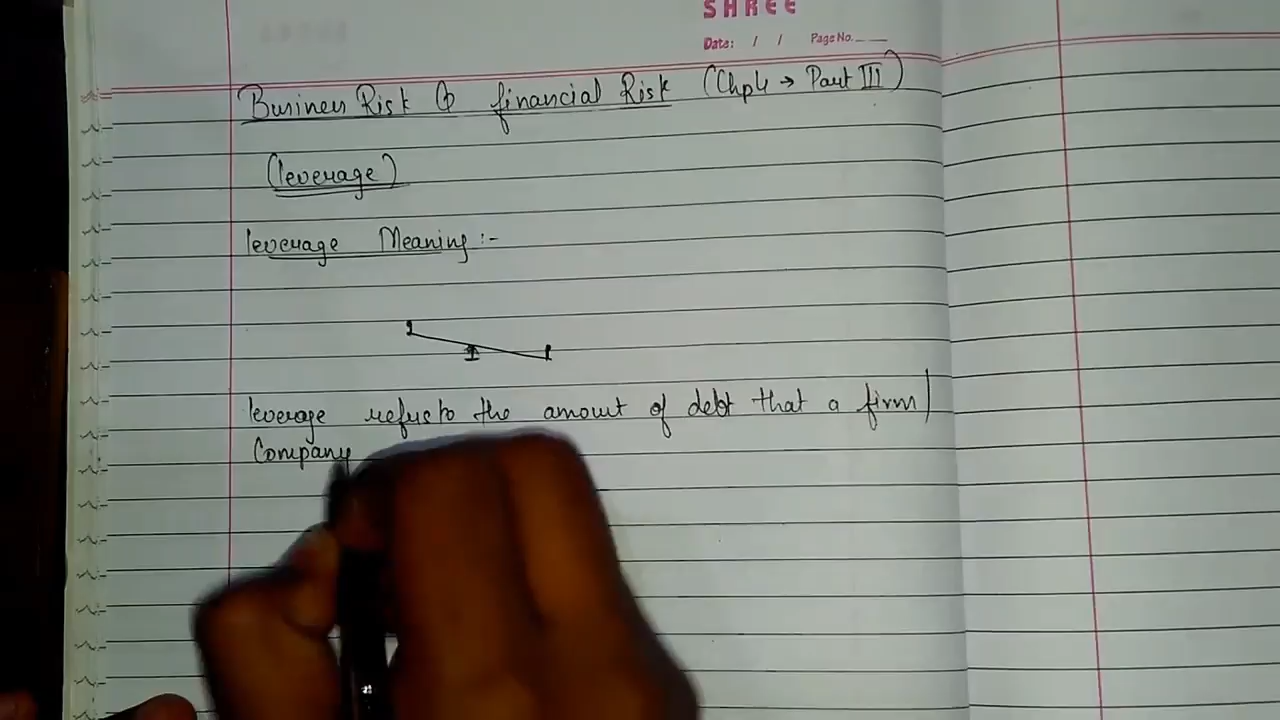 SHREE
Date: / / Page No.
Business Risk & financial Risk (Chp4 → Part III)
(leverage)
leverage Meaning :-
leverage refers to the amount of debt that a firm/
Company